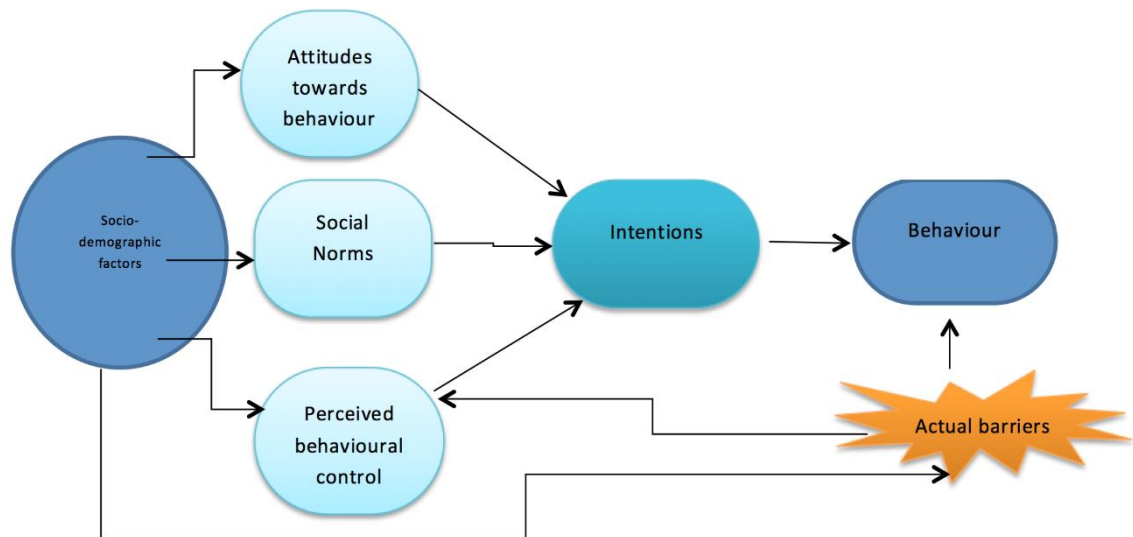 Attitudes
towards
behaviour
Socio-
demographic
factors
Social
Norms
Intentions
Behaviour
Perceived
behavioural
control
Actual barriers